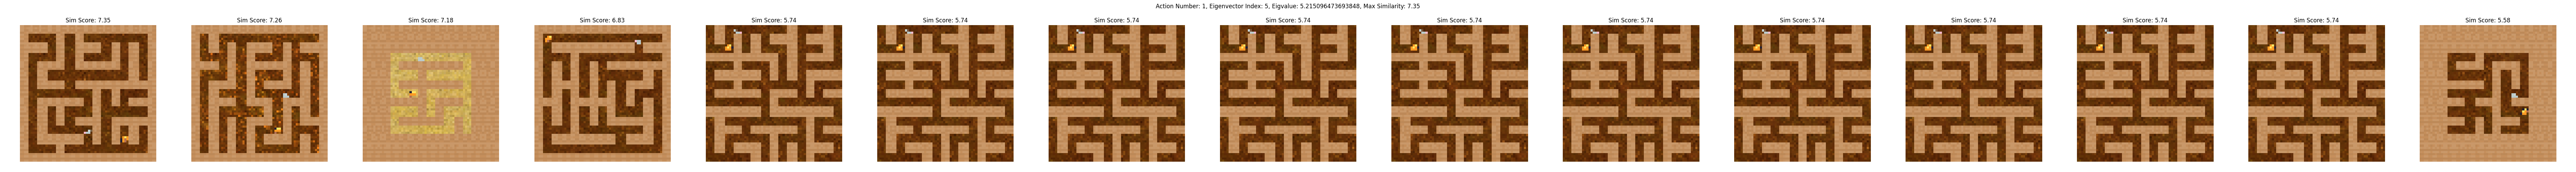 Action Number: 1, Eigenvector Index: 5, Eigvalue: 5.215096473693848, Max Similarity: 7.35
Sim Score: 7.35
Sim Score: 7.26
Sim Score: 7.18
Sim Score: 6.83
Sim Score: 5.74
Sim Score: 5.74
Sim Score: 5.74
Sim Score: 5.74
Sim Score: 5.74
Sim Score: 5.74
Sim Score: 5.74
Sim Score: 5.74
Sim Score: 5.74
Sim Score: 5.74
Sim Score: 5.58